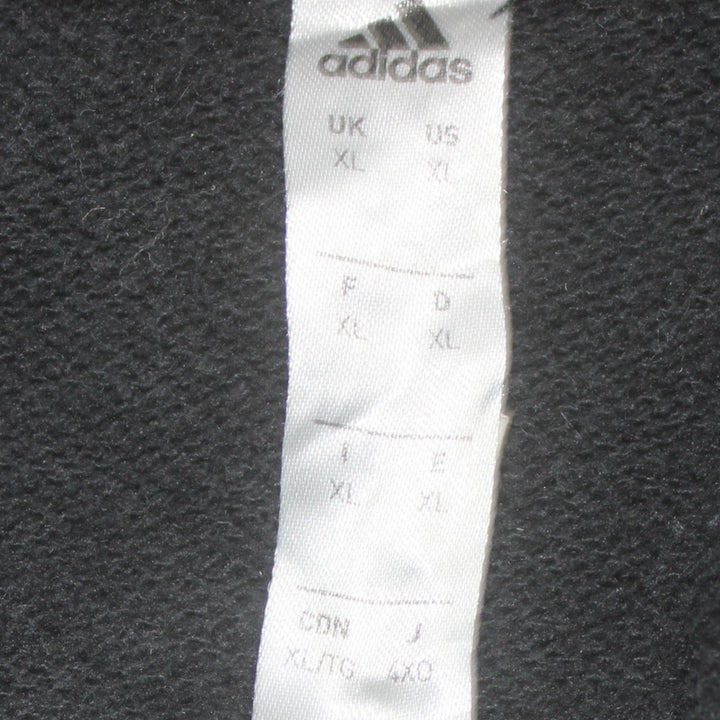 adidas
UK US
XL XL
F D
XL XL
I E
XL XL
CDN J
XL/TG 4XO